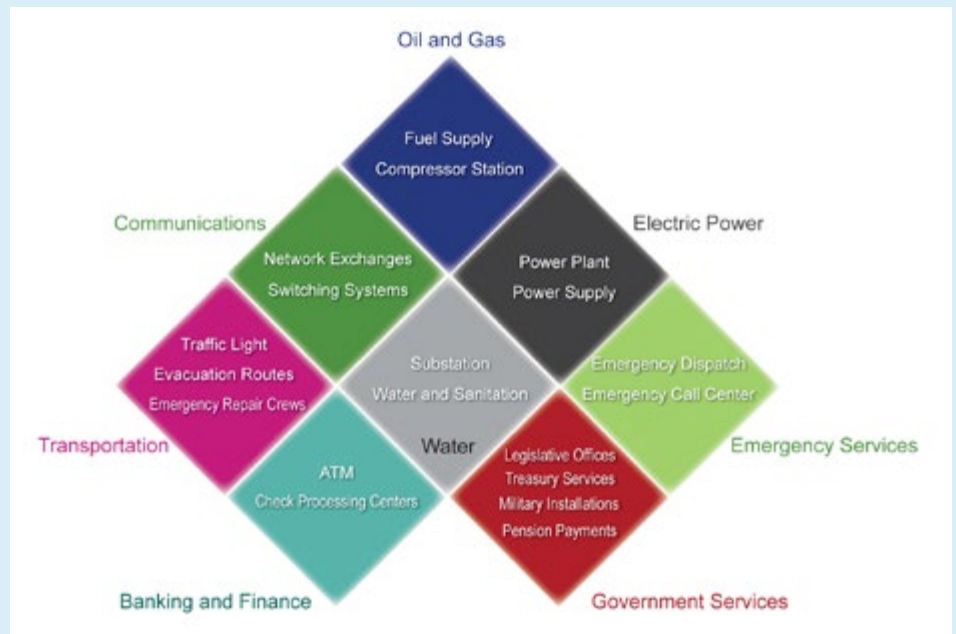 Oil and Gas
Fuel Supply
Compressor Station
Communications
Electric Power
Network Exchanges
Switching Systems
Power Plant
Power Supply
Traffic Light
Evacuation Routes
Emergency Repair Crews
Substation
Water and Sanitation
Emergency Dispatch
Emergency Call Center
Transportation
Water
Emergency Services
ATM
Check Processing Centers
Legislative Offices
Treasury Services
Military Installations
Pension Payments
Banking and Finance
Government Services